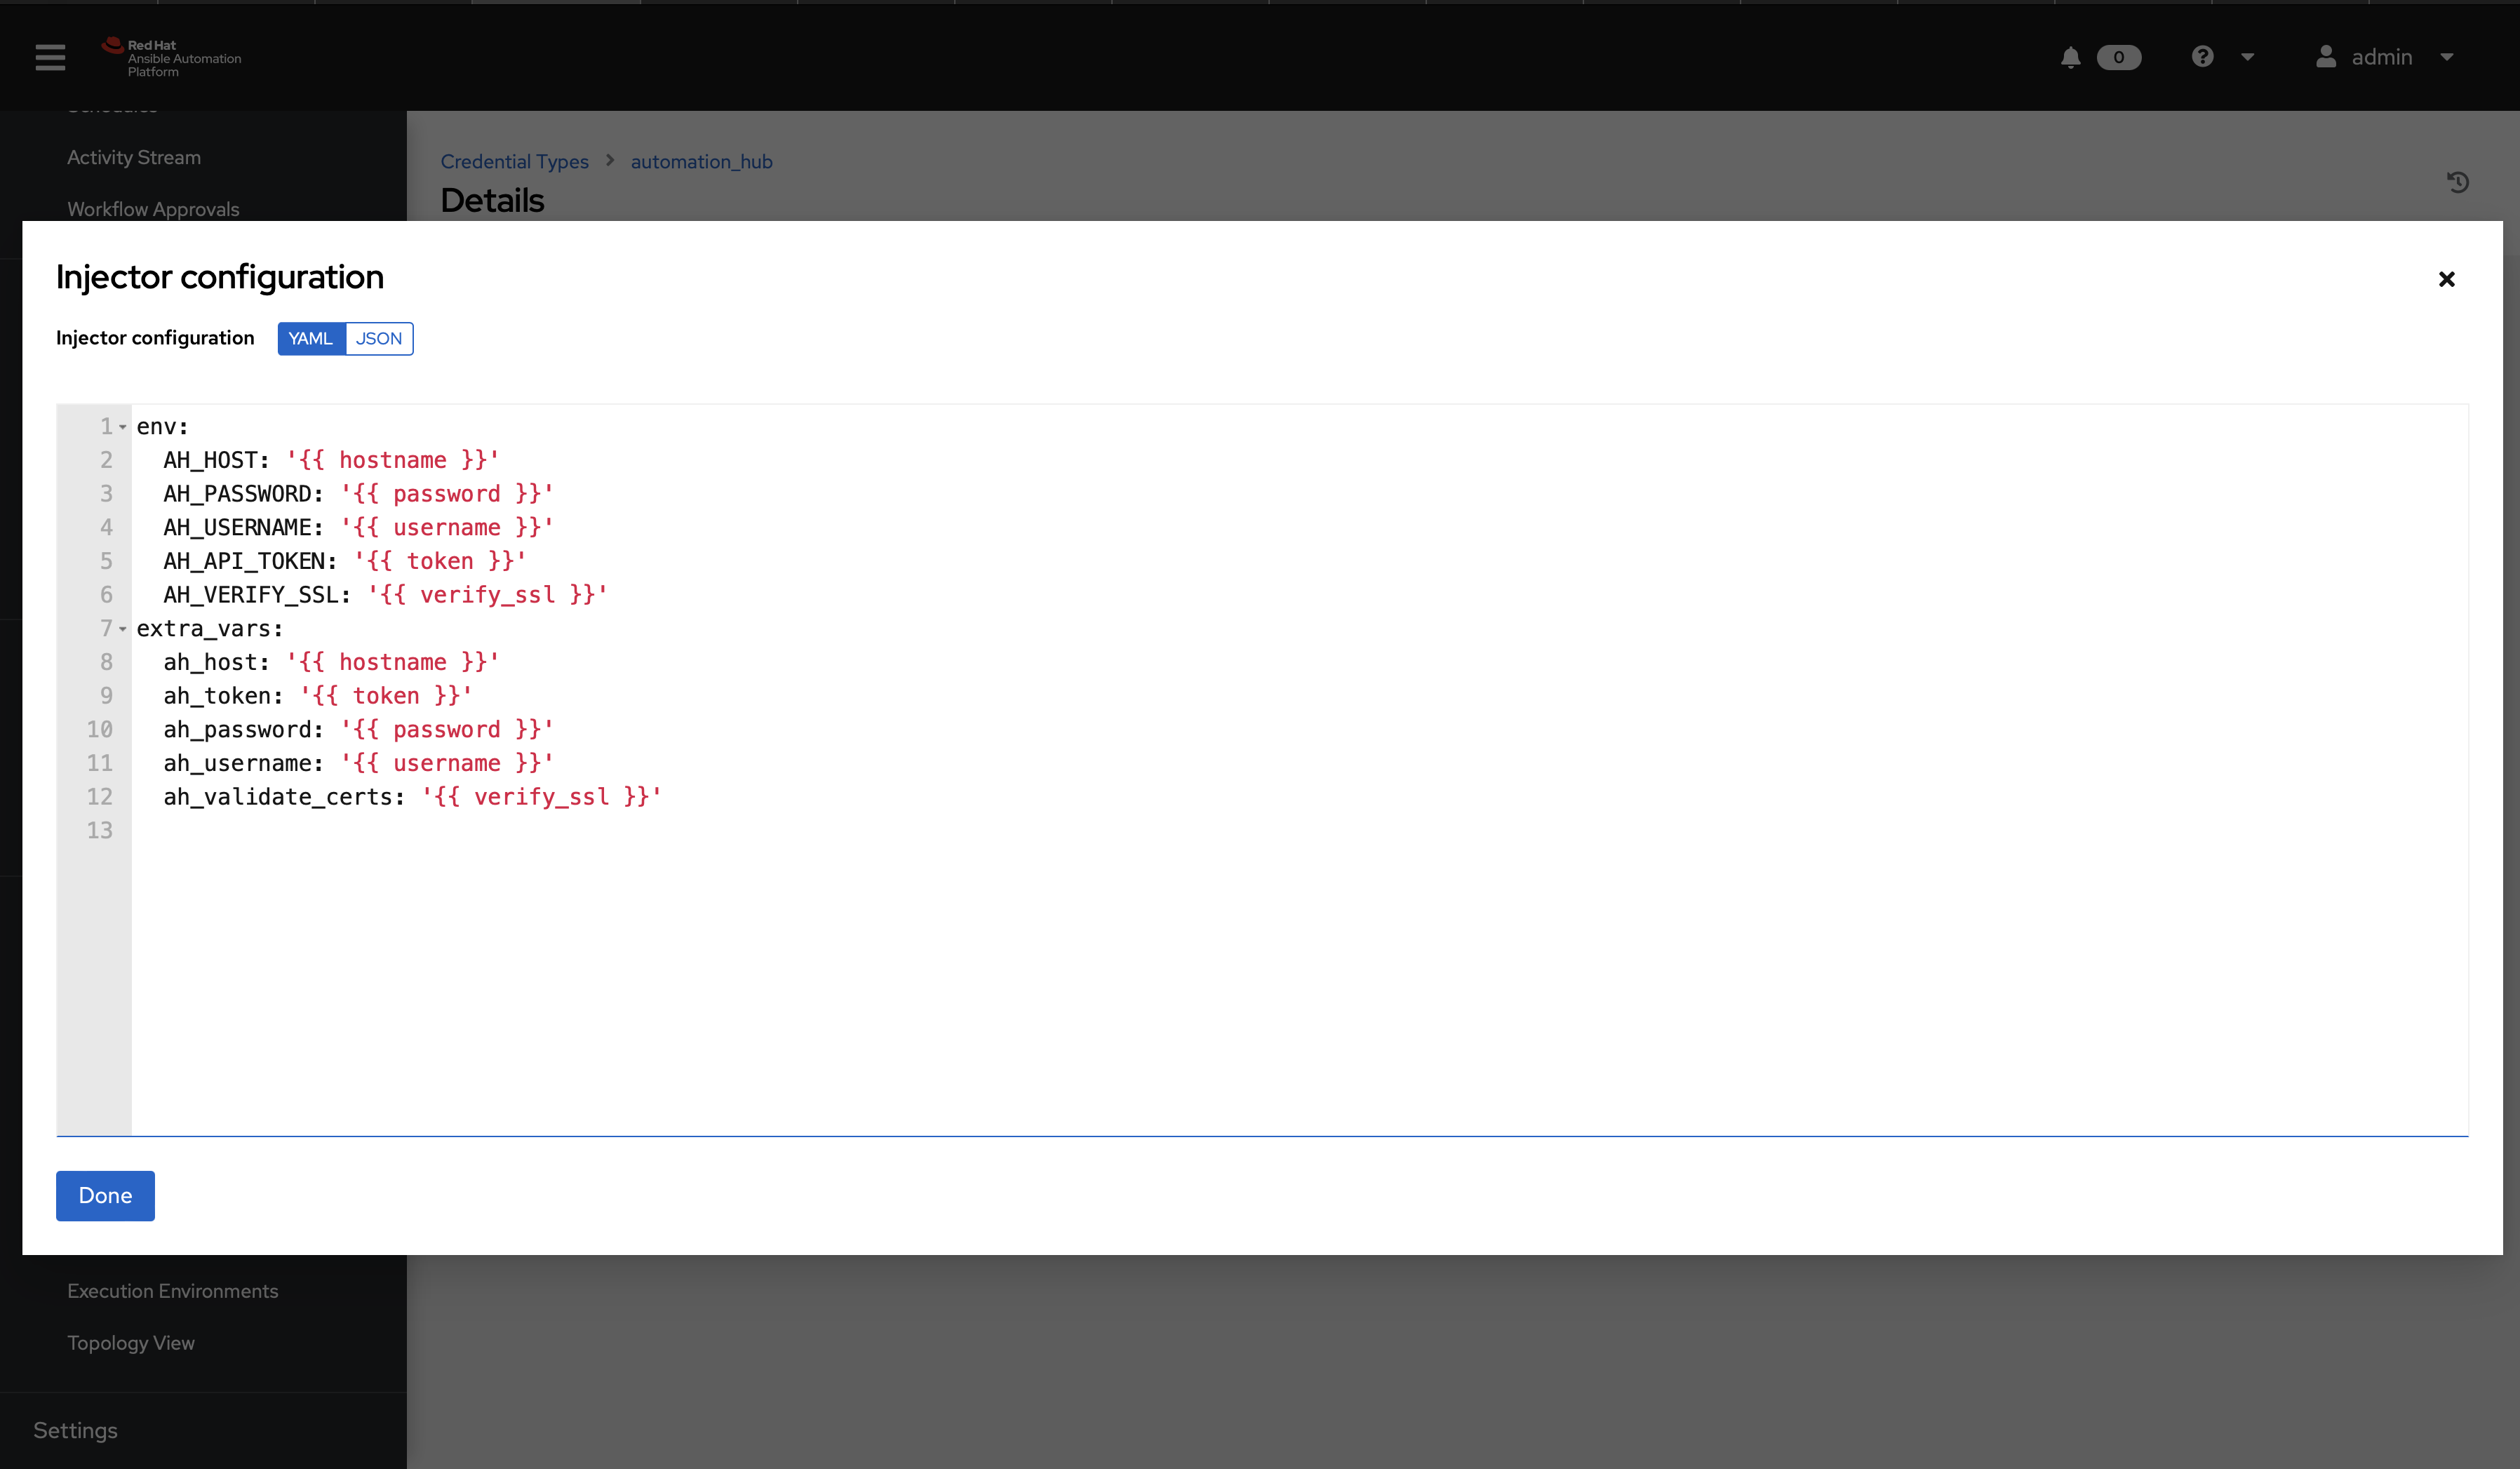 Red Hat
Ansible Automation
Platform
0
admin
Schedules
Activity Stream
Workflow Approvals
Credential Types
automation_hub
Details
Injector configuration
Injector configuration YAML JSON
1 env:
2   AH_HOST: '{{ hostname }}'
3   AH_PASSWORD: '{{ password }}'
4   AH_USERNAME: '{{ username }}'
5   AH_API_TOKEN: '{{ token }}'
6   AH_VERIFY_SSL: '{{ verify_ssl }}'
7 extra_vars:
8   ah_host: '{{ hostname }}'
9   ah_token: '{{ token }}'
10   ah_password: '{{ password }}'
11   ah_username: '{{ username }}'
12   ah_validate_certs: '{{ verify_ssl }}'
13
Done
Execution Environments
Topology View
Settings